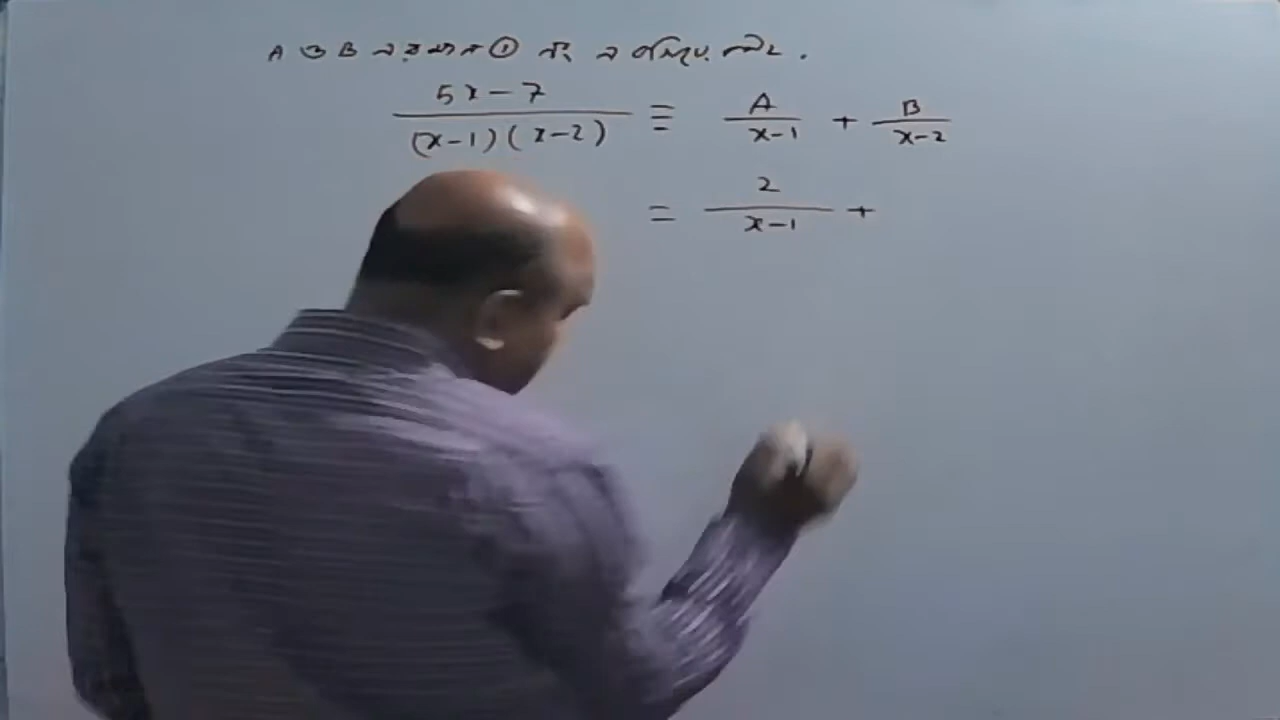 A ও B এর মান ① নং এ বসিয়ে পাই.
5x-7 / (x-1)(x-2) ≡ A / x-1 + B / x-2
= 2 / x-1 +